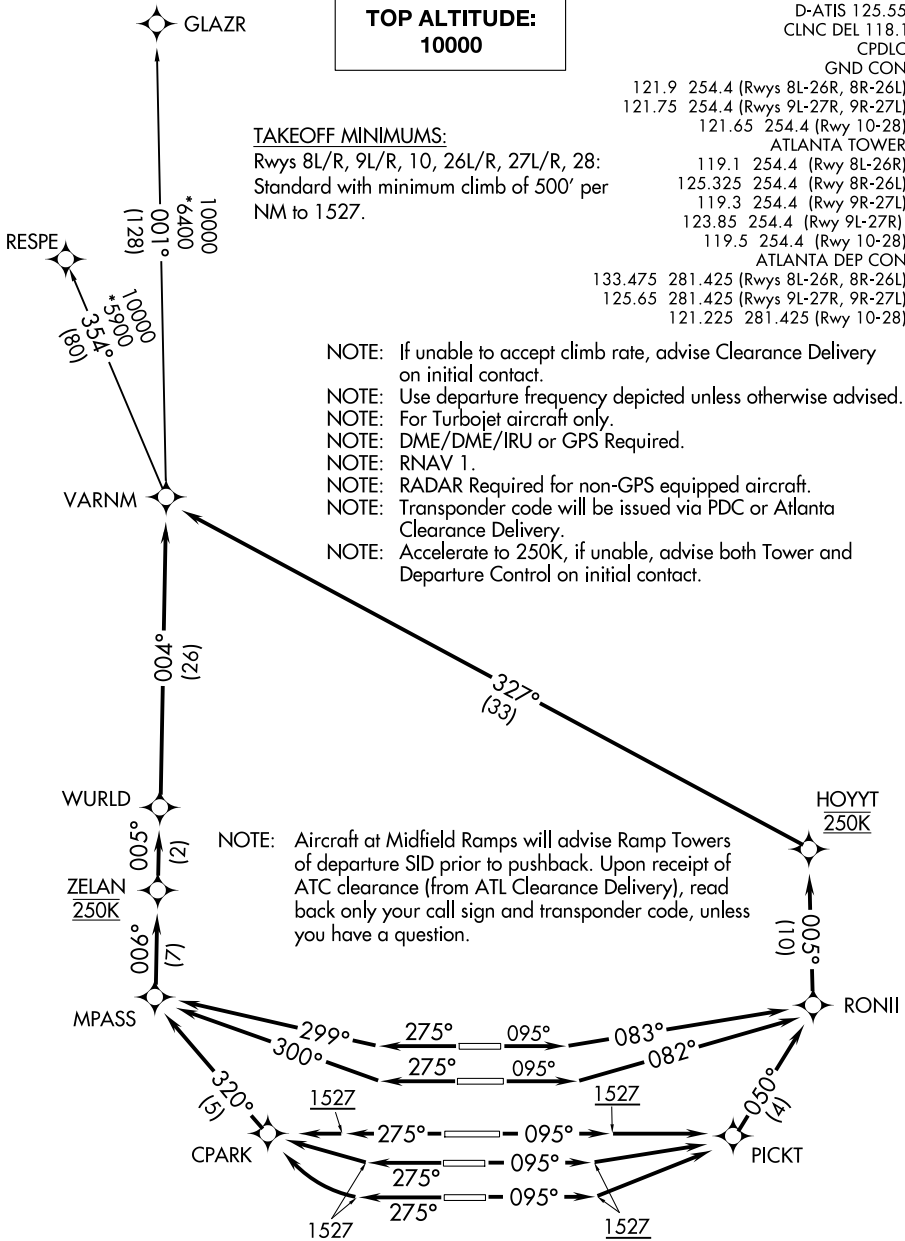 GLAZR
TOP ALTITUDE:
10000
D-ATIS 125.55
CLNC DEL 118.1
CPDLC
GND CON
121.9 254.4 (Rwys 8L-26R, 8R-26L)
121.75 254.4 (Rwys 9L-27R, 9R-27L)
121.65 254.4 (Rwy 10-28)
ATLANTA TOWER
119.1 254.4 (Rwy 8L-26R)
125.325 254.4 (Rwy 8R-26L)
119.3 254.4 (Rwy 9R-27L)
123.85 254.4 (Rwy 9L-27R)
119.5 254.4 (Rwy 10-28)
ATLANTA DEP CON
133.475 281.425 (Rwys 8L-26R, 8R-26L)
125.65 281.425 (Rwys 9L-27R, 9R-27L)
121.225 281.425 (Rwy 10-28)
TAKEOFF MINIMUMS:
Rwys 8L/R, 9L/R, 10, 26L/R, 27L/R, 28:
Standard with minimum climb of 500' per
NM to 1527.
10000
*6400
001°
(128)
RESPE
10000
*5900
354°
(80)
NOTE: If unable to accept climb rate, advise Clearance Delivery
on initial contact.
NOTE: Use departure frequency depicted unless otherwise advised.
NOTE: For Turbojet aircraft only.
NOTE: DME/DME/IRU or GPS Required.
NOTE: RNAV 1.
NOTE: RADAR Required for non-GPS equipped aircraft.
NOTE: Transponder code will be issued via PDC or Atlanta
Clearance Delivery.
NOTE: Accelerate to 250K, if unable, advise both Tower and
Departure Control on initial contact.
VARNM
004°
(26)
327°
(33)
WURLD
HOYYT
250K
005°
(2)
NOTE: Aircraft at Midfield Ramps will advise Ramp Towers
of departure SID prior to pushback. Upon receipt of
ATC clearance (from ATL Clearance Delivery), read
back only your call sign and transponder code, unless
you have a question.
ZELAN
250K
006°
(7)
005°
(10)
MPASS
RONII
299°
275°
095°
083°
300°
275°
095°
082°
320°
(5)
1527
1527
050°
(4)
275°
095°
CPARK
PICKT
275°
095°
275°
095°
1527
1527